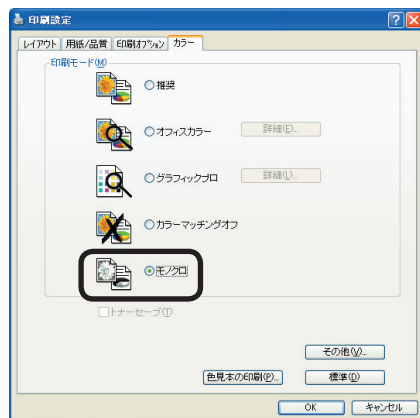 印刷設定
レイアウト 用紙/品質 印刷オプション カラー
印刷モード(M)
推奨
オフィスカラー 詳細(E)...
グラフィックプロ 詳細(L)...
カラーマッチングオフ
モノクロ
トナーセーブ(T)
その他(V)...
色見本の印刷(P)... 標準(D)
OK キャンセル